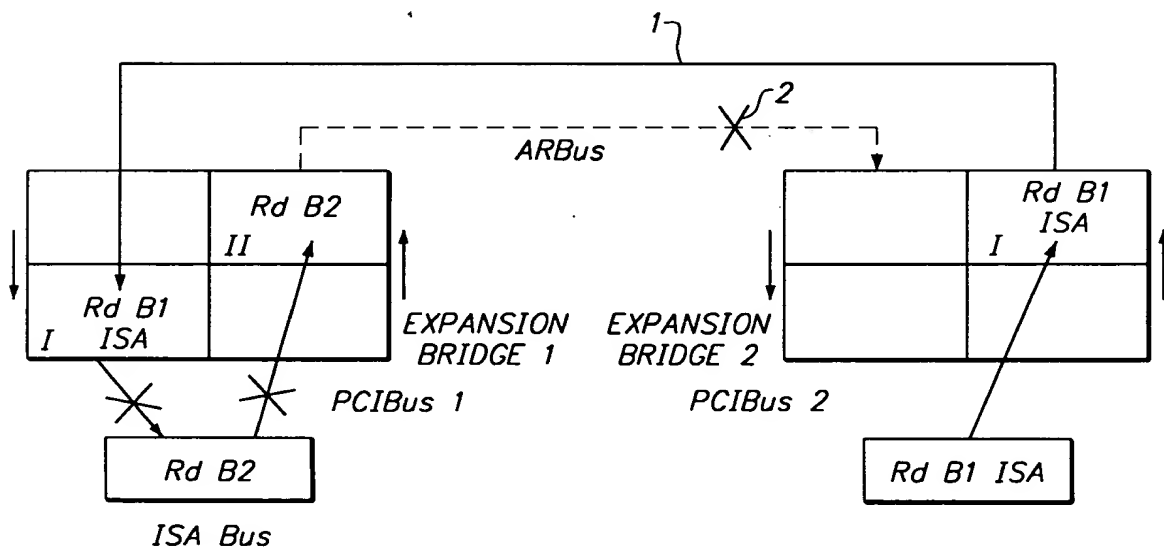 1
2
ARBus
Rd B2
II
Rd B1
ISA
I
Rd B1
ISA
I
EXPANSION
BRIDGE 1
EXPANSION
BRIDGE 2
PCIBus 1
PCIBus 2
Rd B2
Rd B1 ISA
ISA Bus